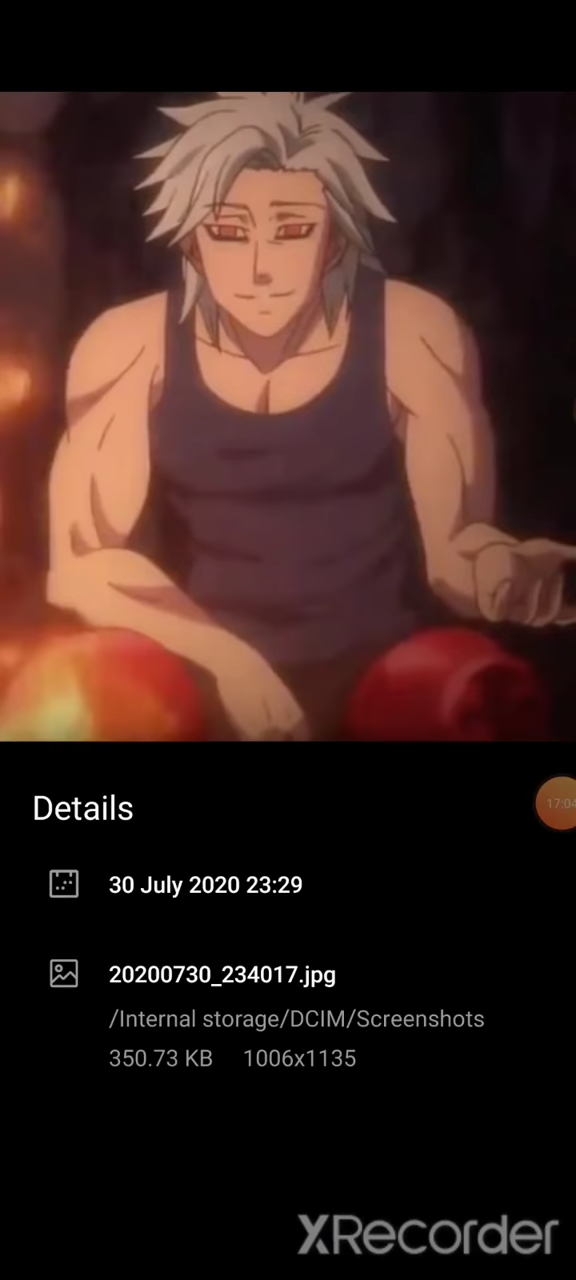 Details
17:04
30 July 2020 23:29
20200730_234017.jpg
/Internal storage/DCIM/Screenshots
350.73 KB 1006x1135
XRecorder